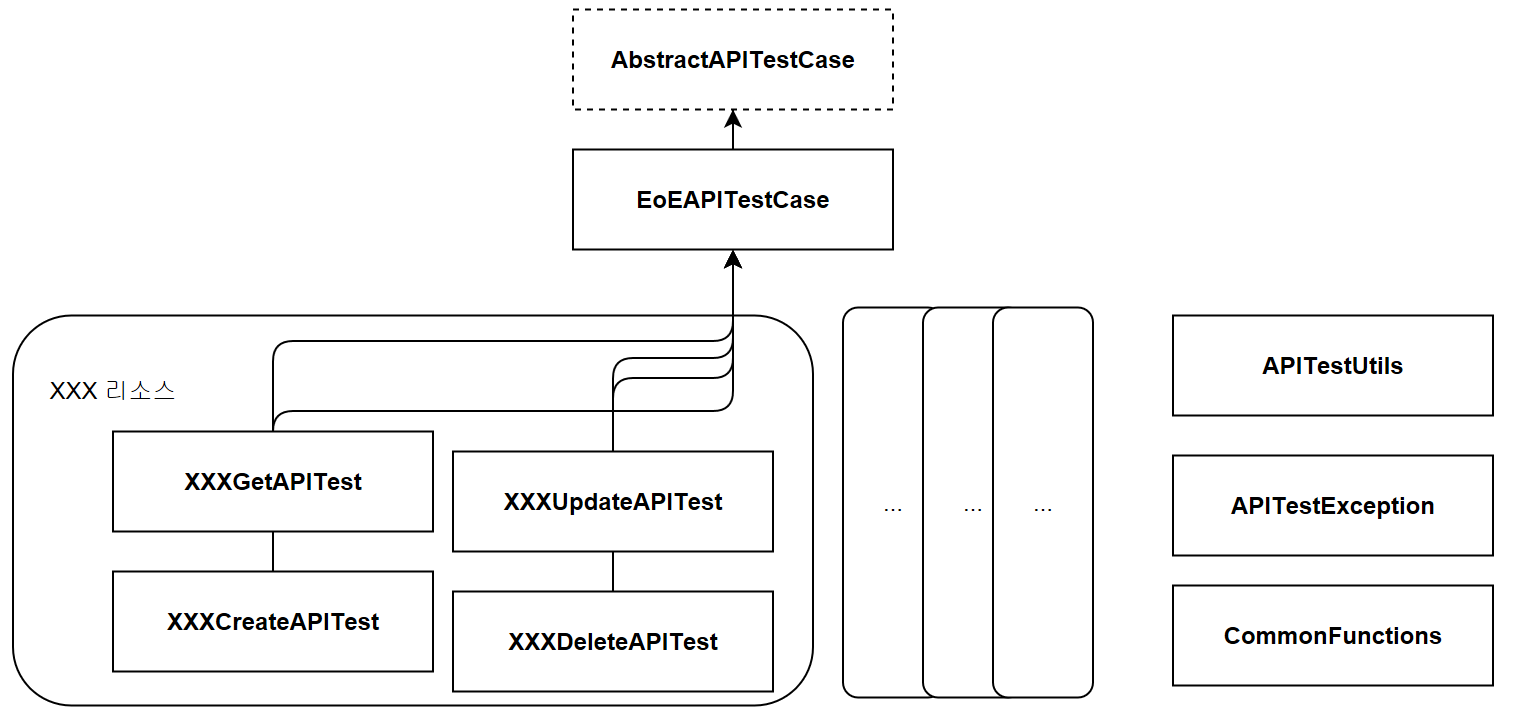 AbstractAPITestCase
EoEAPITestCase
XXX 리소스
XXXGetAPITest
XXXUpdateAPITest
XXXCreateAPITest
XXXDeleteAPITest
...
...
...
APITestUtils
APITestException
CommonFunctions